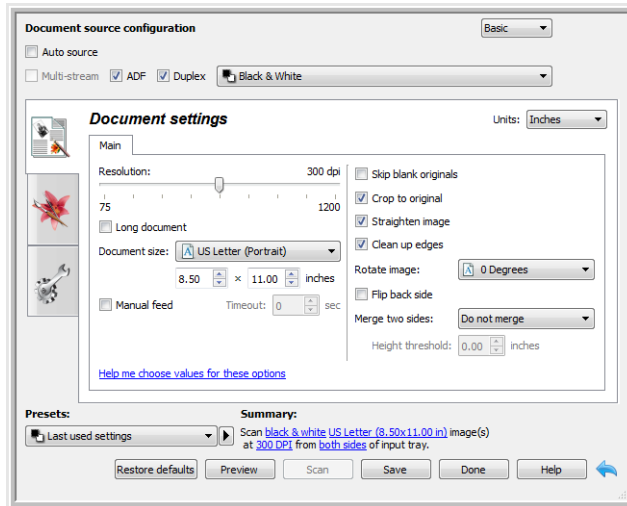 Document source configuration Basic
Auto source
Multi-stream ADF Duplex Black & White
Document settings Units: Inches
Main
Resolution: 300 dpi
75 1200
Long document
Document size: US Letter (Portrait)
8.50 × 11.00 inches
Manual feed Timeout: 0 sec
Skip blank originals
Crop to original
Straighten image
Clean up edges
Rotate image: 0 Degrees
Flip back side
Merge two sides: Do not merge
Height threshold: 0.00 inches
Help me choose values for these options
Presets:
Last used settings
Summary:
Scan black & white US Letter (8.50x11.00 in) image(s)
at 300 DPI from both sides of input tray.
Restore defaults Preview Scan Save Done Help